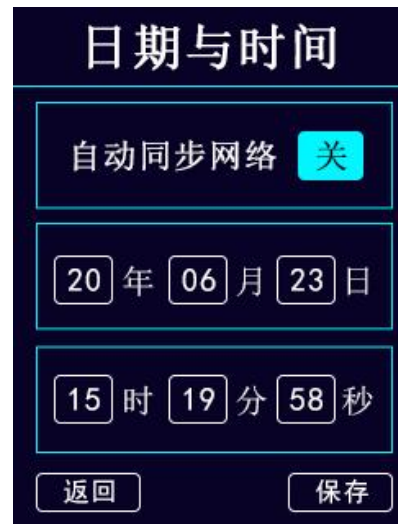 日期与时间
自动同步网络 关
20 年 06 月 23 日
15 时 19 分 58 秒
返回 保存